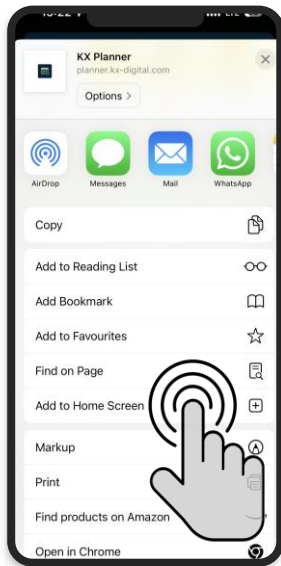 KX Planner
planner.kx-digital.com
Options >
AirDrop
Messages
Mail
WhatsApp
Copy
Add to Reading List
Add Bookmark
Add to Favourites
Find on Page
Add to Home Screen
Markup
Print
Find products on Amazon
Open in Chrome